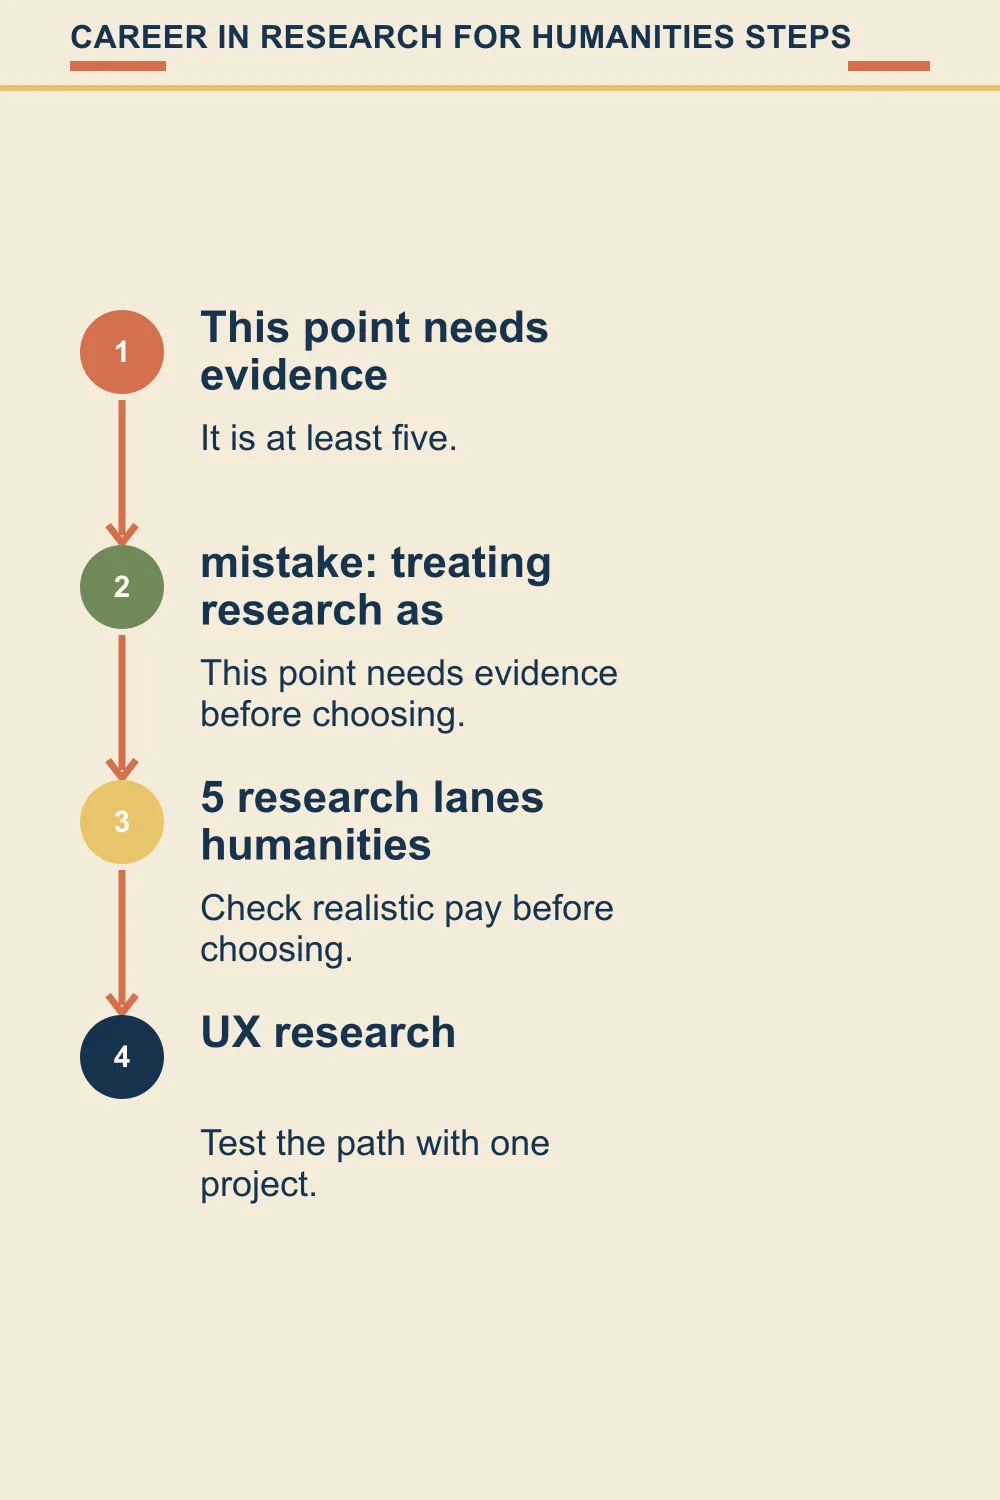 CAREER IN RESEARCH FOR HUMANITIES STEPS
1
This point needs
evidence
It is at least five.
2
mistake: treating
research as
This point needs evidence
before choosing.
3
5 research lanes
humanities
Check realistic pay before
choosing.
4
UX research
Test the path with one
project.